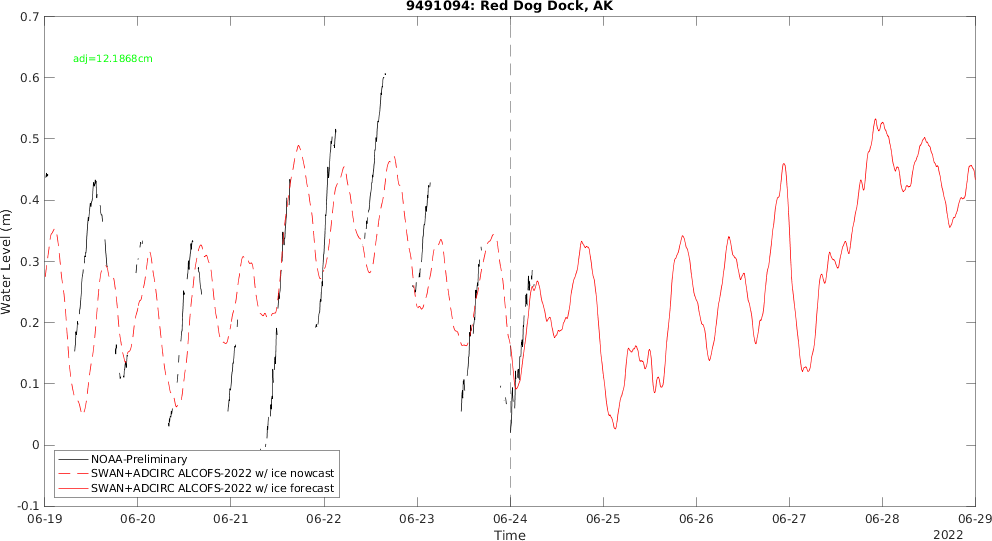 9491094: Red Dog Dock, AK
adj=12.1868cm
0.7
0.6
0.5
0.4
0.3
0.2
0.1
0
-0.1
Water Level (m)
NOAA-Preliminary
SWAN+ADCIRC ALCOFS-2022 w/ ice nowcast
SWAN+ADCIRC ALCOFS-2022 w/ ice forecast
06-19 06-20 06-21 06-22 06-23 06-24 06-25 06-26 06-27 06-28 06-29
Time
2022